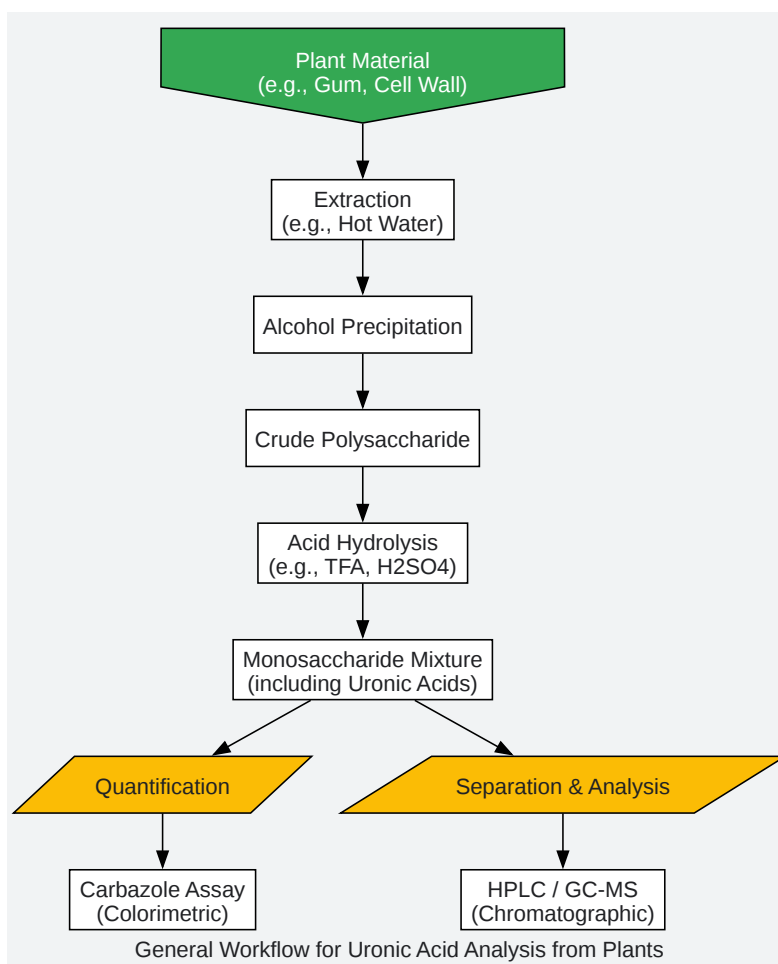 Plant Material
(e.g., Gum, Cell Wall)
Extraction
(e.g., Hot Water)
Alcohol Precipitation
Crude Polysaccharide
Acid Hydrolysis
(e.g., TFA, H2SO4)
Monosaccharide Mixture
(including Uronic Acids)
Quantification
Separation & Analysis
Carbazole Assay
(Colorimetric)
HPLC / GC-MS
(Chromatographic)
General Workflow for Uronic Acid Analysis from Plants